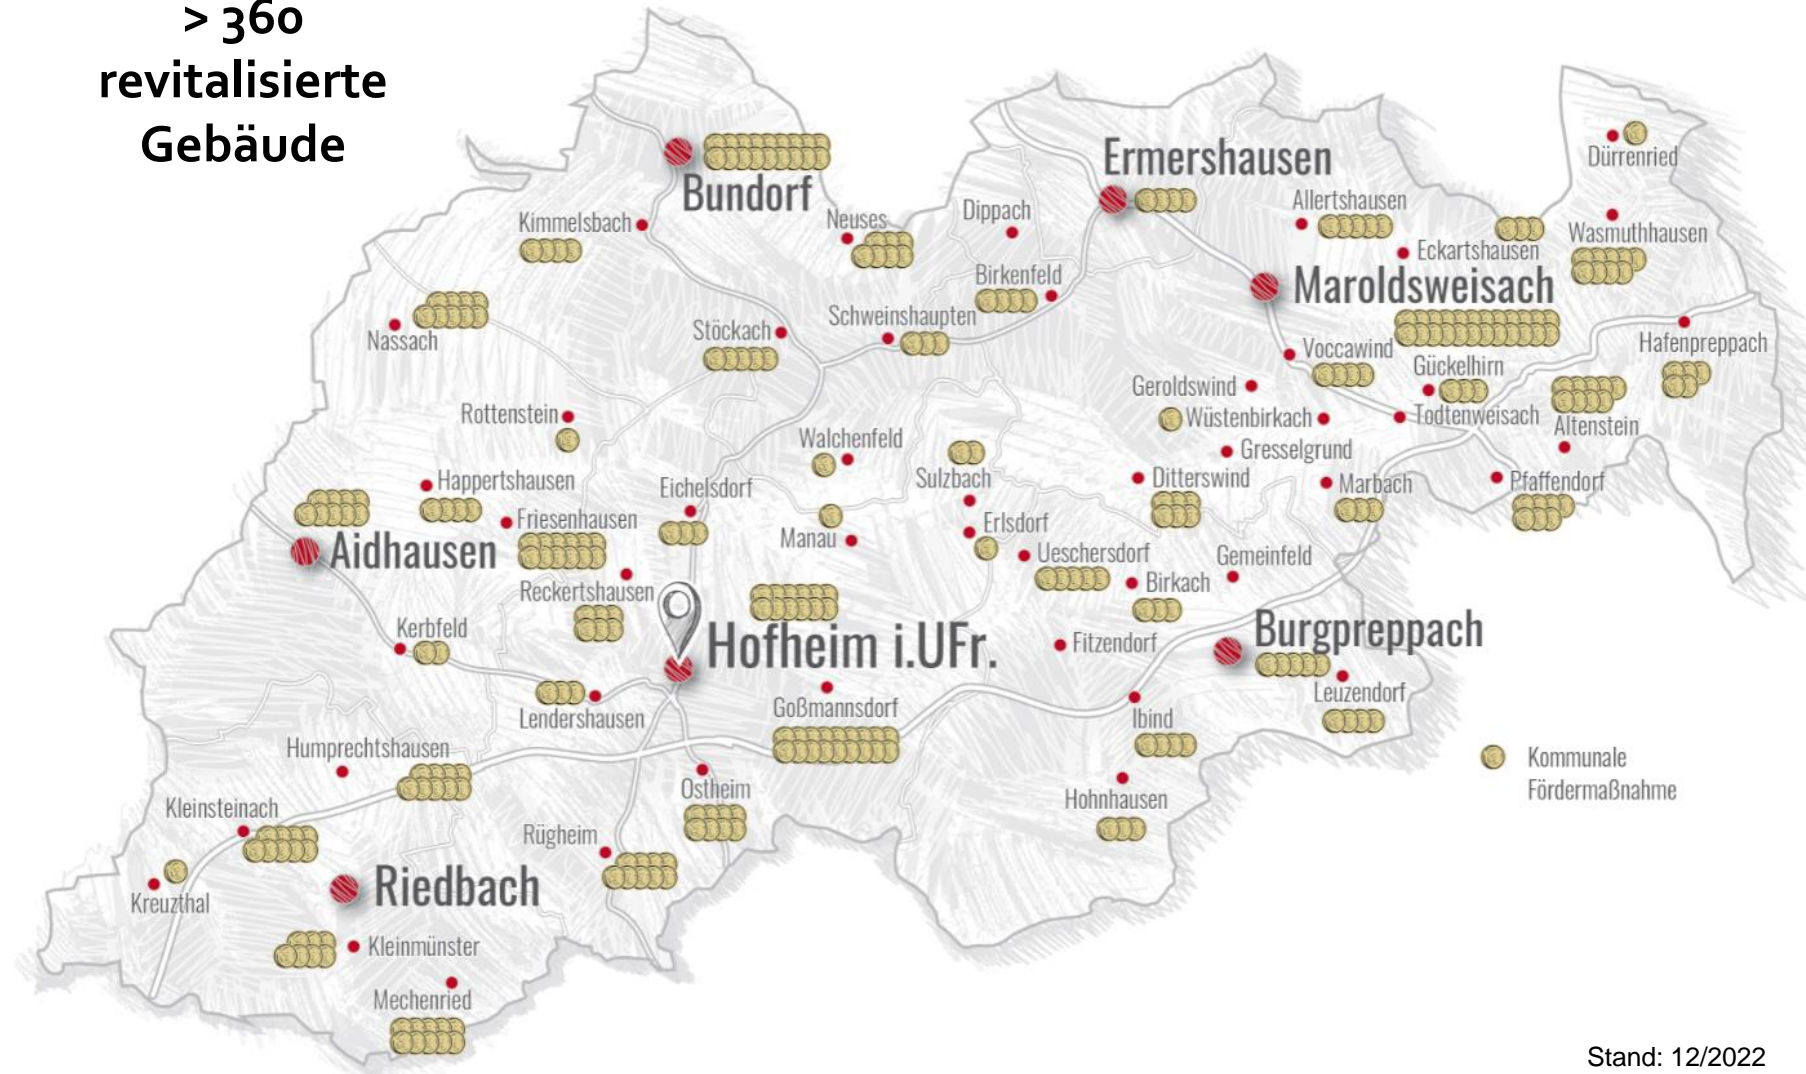 > 360
revitalisierte
Gebäude
Bundorf
Ermershausen
Dürrenried
Allertshausen
Kimmelsbach
Neuses
Dippach
Wasmuthhausen
Eckartshausen
Birkenfeld
Maroldsweisach
Schweinshaupten
Stöckach
Nassach
Hafenpreppach
Voccawind
Gückelhirn
Geroldswind
Rottenstein
Wüstenbirkach
Todtenweisach
Altenstein
Walchenfeld
Gresselgrund
Happertshausen
Eichelsdorf
Sulzbach
Ditterswind
Marbach
Pfaffendorf
Friesenhausen
Erlsdorf
Manau
Aidhausen
Ueschersdorf
Gemeinfeld
Reckertshausen
Birkach
Kerbfeld
Hofheim i.UFr.
Fitzendorf
Burgpreppach
Leuzendorf
Goßmannsdorf
Lendershausen
Ibind
Humprechtshausen
Kommunale
Fördermaßnahme
Ostheim
Hohnhausen
Kleinsteinach
Rügheim
Riedbach
Kreuzthal
Kleinmünster
Mechenried
Stand: 12/2022